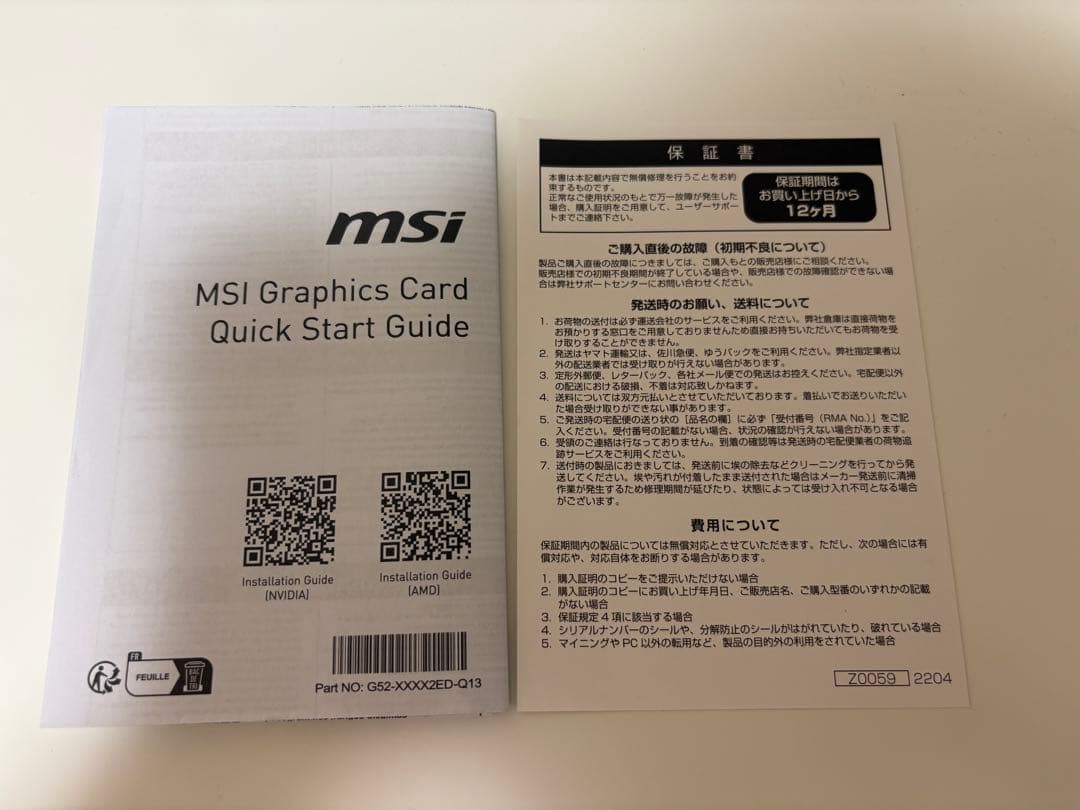 msi
MSI Graphics Card
Quick Start Guide
Installation Guide
(NVIDIA)
Installation Guide
(AMD)
FR
FEUILLE
BAC
DE
TRI
Part NO: G52-XXXX2ED-Q13
保証書
本書は本記載内容で無償修理を行うことをお約
束するものです。
正常なご使用状況のもとで万一故障が発生した
場合、購入証明をご用意して、ユーザーサポー
トまでご連絡下さい。
保証期間は
お買い上げ日から
12ヶ月
ご購入直後の故障（初期不良について）
製品ご購入直後の故障につきましては、ご購入もとの販売店様にご相談ください。
販売店様での初期不良期間が終了している場合や、販売店様での故障確認ができない場
合は弊社サポートセンターにお問い合わせください。
発送時のお願い、送料について
1. お荷物の送付は必ず運送会社のサービスをご利用ください。弊社倉庫は直接荷物を
お預かりする窓口をご用意しておりませんため直接お持ちいただいてもお荷物を受
け取りすることができません。
2. 発送はヤマト運輸又は、佐川急便、ゆうパックをご利用ください。弊社指定業者以
外の配送業者では受け取りが行えない場合があります。
3. 定形外郵便、レターパック、各社メール便での発送はお控えください。宅配便以外
の配送における破損、不着は対応致しかねます。
4. 送料については双方元払いとさせていただいております。着払いでお送りいただい
た場合受け取りができない事があります。
5. ご発送時の宅配便の送り状の［品名の欄］に必ず「受付番号（RMA No.）」をご記
入ください。受付番号の記載がない場合、状況の確認が行えない場合があります。
6. 受領のご連絡は行なっておりません。到着の確認等は発送時の宅配便業者の荷物追
跡サービスをご利用ください。
7. 送付時の製品におきましては、発送前に埃の除去などクリーニングを行ってから発
送してください。埃や汚れが付着したまま送付された場合はメーカー発送前に清掃
作業が発生するため修理期間が延びたり、状態によっては受け入れ不可となる場合
がございます。
費用について
保証期間内の製品については無償対応とさせていただきます。ただし、次の場合には有
償対応や、対応自体をお断りする場合があります。
1. 購入証明のコピーをご提示いただけない場合
2. 購入証明のコピーにお買い上げ年月日、ご販売店名、ご購入型番のいずれかの記載
がない場合
3. 保証規定４項に該当する場合
4. シリアルナンバーのシールや、分解防止のシールがはがれていたり、破れている場合
5. マイニングやPC以外の転用など、製品の目的外の利用をされていた場合
Z0059 2204